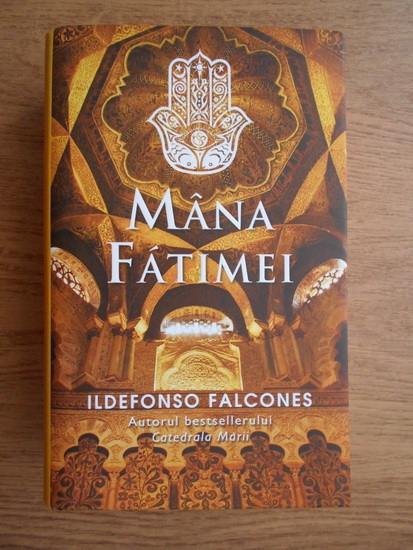 MÂNA
FÁTIMEI
ILDEFONSO FALCONES
Autorul bestsellerului
Catedrala Mării